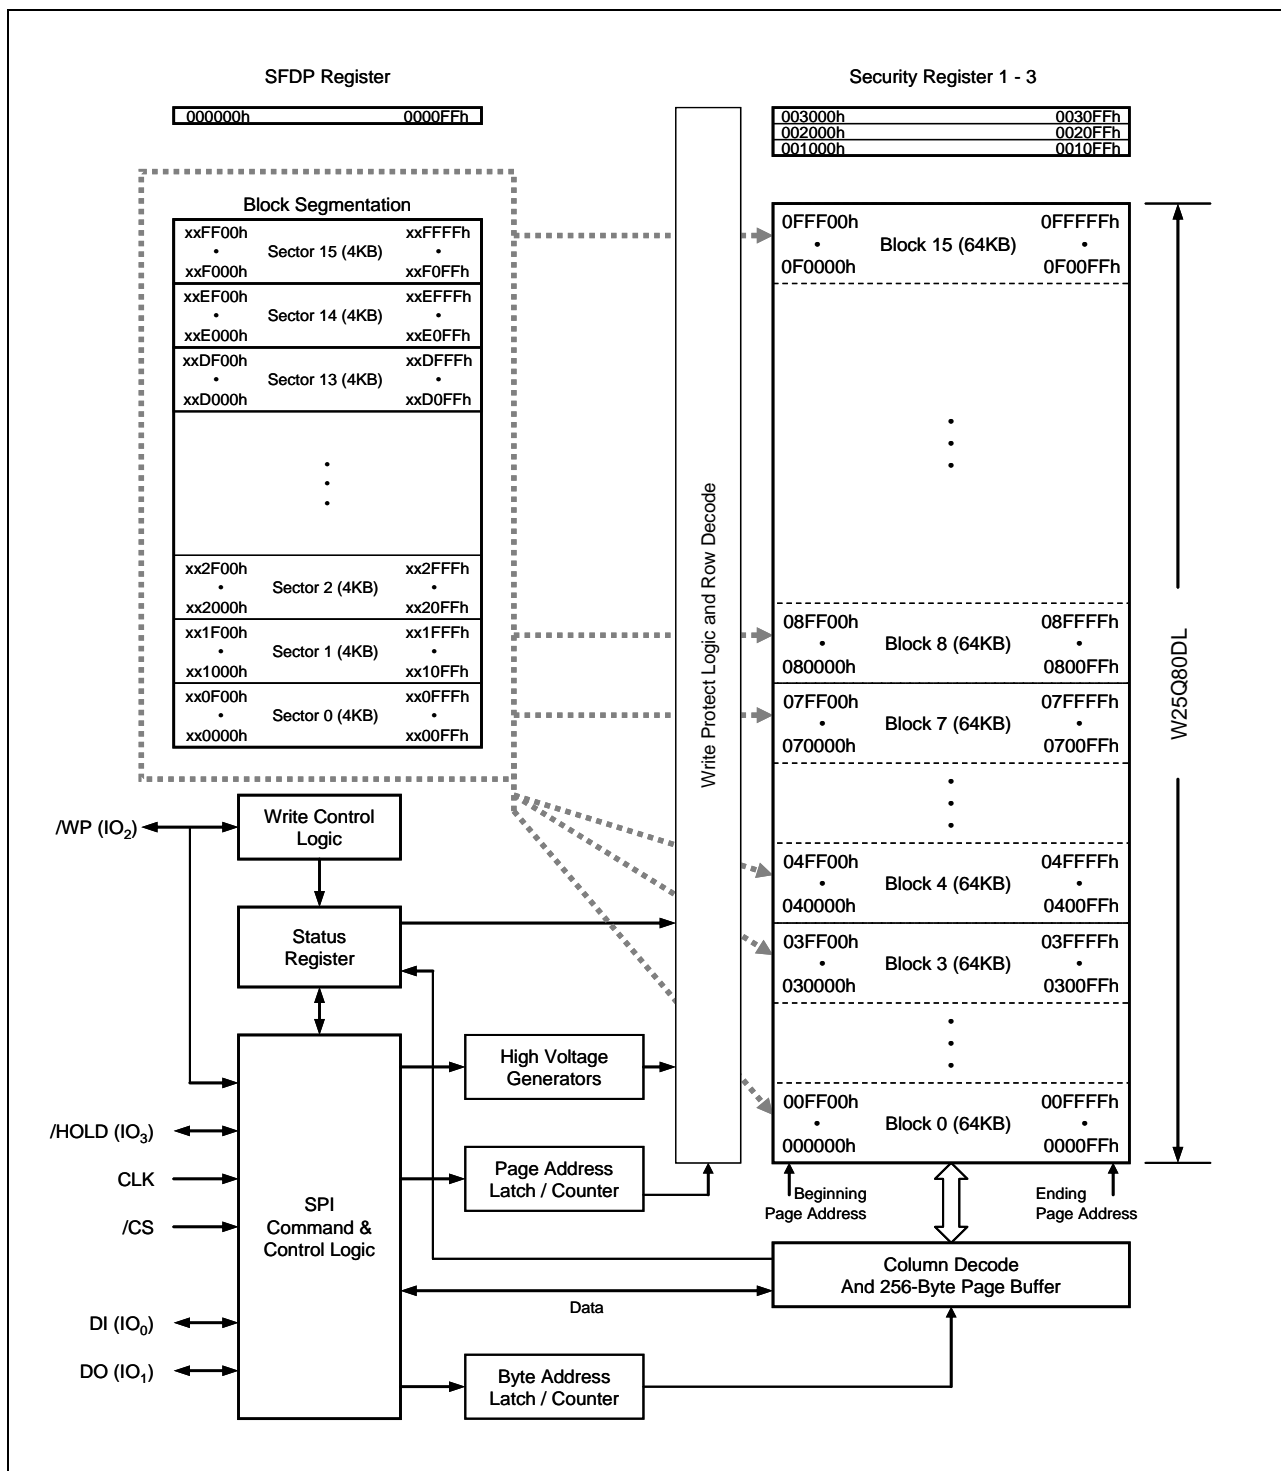 SFDP Register
000000h 0000FFh
Security Register 1 - 3
003000h 0030FFh
002000h 0020FFh
001000h 0010FFh
Block Segmentation
xxFF00h xxFFFFh
Sector 15 (4KB)
xxF000h xxF0FFh
xxEF00h xxEFFFh
Sector 14 (4KB)
xxE000h xxE0FFh
xxDF00h xxDFFFh
Sector 13 (4KB)
xxD000h xxD0FFh
xx2F00h xx2FFFh
Sector 2 (4KB)
xx2000h xx20FFh
xx1F00h xx1FFFh
Sector 1 (4KB)
xx1000h xx10FFh
xx0F00h xx0FFFh
Sector 0 (4KB)
xx0000h xx00FFh
Write Protect Logic and Row Decode
0FFF00h 0FFFFFh
Block 15 (64KB)
0F0000h 0F00FFh
08FF00h 08FFFFh
Block 8 (64KB)
080000h 0800FFh
07FF00h 07FFFFh
Block 7 (64KB)
070000h 0700FFh
04FF00h 04FFFFh
Block 4 (64KB)
040000h 0400FFh
03FF00h 03FFFFh
Block 3 (64KB)
030000h 0300FFh
00FF00h 00FFFFh
Block 0 (64KB)
000000h 0000FFh
W25Q80DL
Beginning
Page Address
Ending
Page Address
/WP (IO2)
Write Control
Logic
Status
Register
High Voltage
Generators
/HOLD (IO3)
CLK
/CS
DI (IO0)
DO (IO1)
SPI
Command &
Control Logic
Page Address
Latch / Counter
Column Decode
And 256-Byte Page Buffer
Data
Byte Address
Latch / Counter